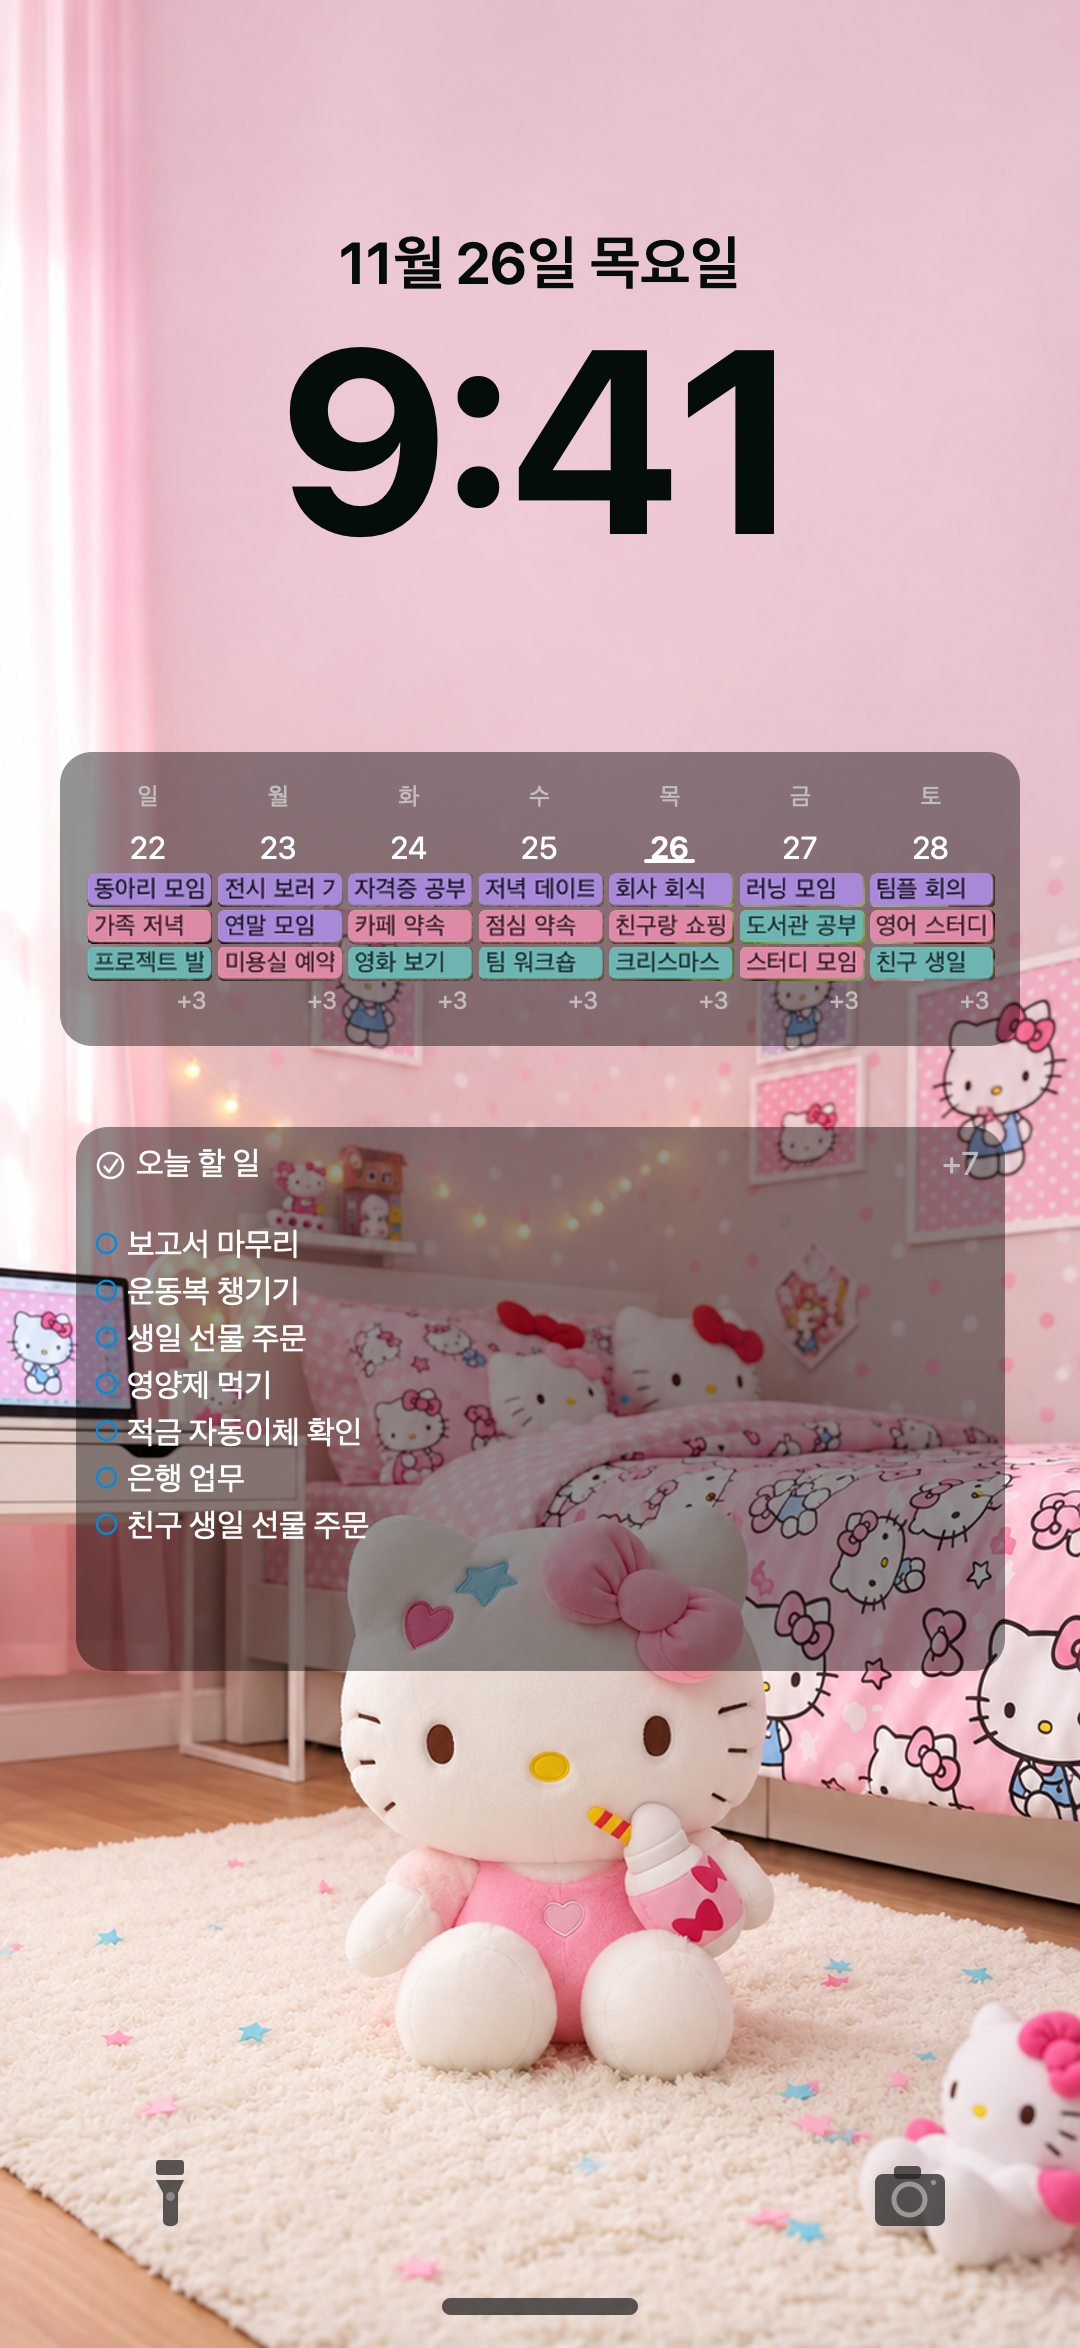 11월 26일 목요일
9:41
일 월 화 수 목 금 토
22 23 24 25 26 27 28
동아리 모임 전시 보러 가 자격증 공부 저녁 데이트 회사 회식 러닝 모임 팀플 회의
가족 저녁 연말 모임 카페 약속 점심 약속 친구랑 쇼핑 도서관 공부 영어 스터디
프로젝트 발 미용실 예약 영화 보기 팀 워크숍 크리스마스 스터디 모임 친구 생일
+3 +3 +3 +3 +3 +3 +3
오늘 할 일 +7
보고서 마무리
운동복 챙기기
생일 선물 주문
영양제 먹기
적금 자동이체 확인
은행 업무
친구 생일 선물 주문